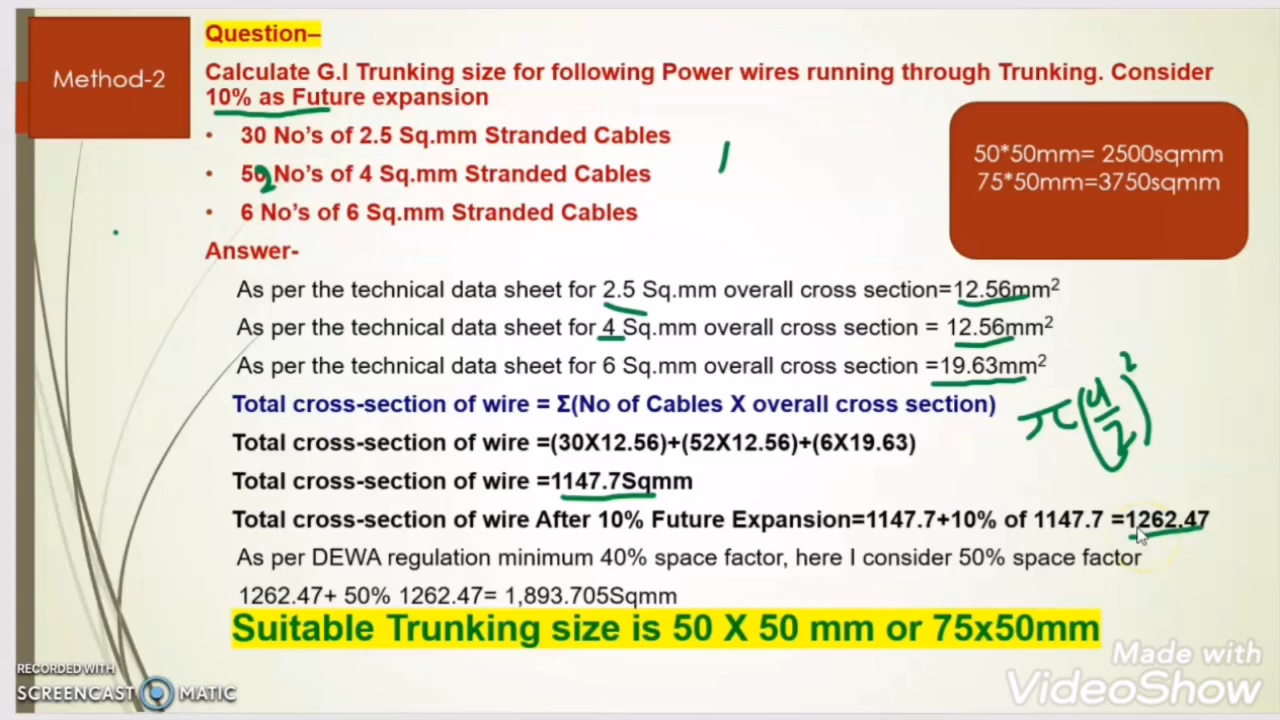 Method-2
Question–
Calculate G.I Trunking size for following Power wires running through Trunking. Consider
10% as Future expansion
• 30 No's of 2.5 Sq.mm Stranded Cables
• 52 No's of 4 Sq.mm Stranded Cables
• 6 No's of 6 Sq.mm Stranded Cables
50*50mm= 2500sqmm
75*50mm=3750sqmm
Answer-
As per the technical data sheet for 2.5 Sq.mm overall cross section=12.56mm²
As per the technical data sheet for 4 Sq.mm overall cross section = 12.56mm²
As per the technical data sheet for 6 Sq.mm overall cross section =19.63mm²
π(4/2)²
Total cross-section of wire = Σ(No of Cables X overall cross section)
Total cross-section of wire =(30X12.56)+(52X12.56)+(6X19.63)
Total cross-section of wire =1147.7Sqmm
Total cross-section of wire After 10% Future Expansion=1147.7+10% of 1147.7 =1262.47
As per DEWA regulation minimum 40% space factor, here I consider 50% space factor
1262.47+ 50% 1262.47= 1,893.705Sqmm
Suitable Trunking size is 50 X 50 mm or 75x50mm
RECORDED WITH
SCREENCAST MATIC
Made with
VideoShow